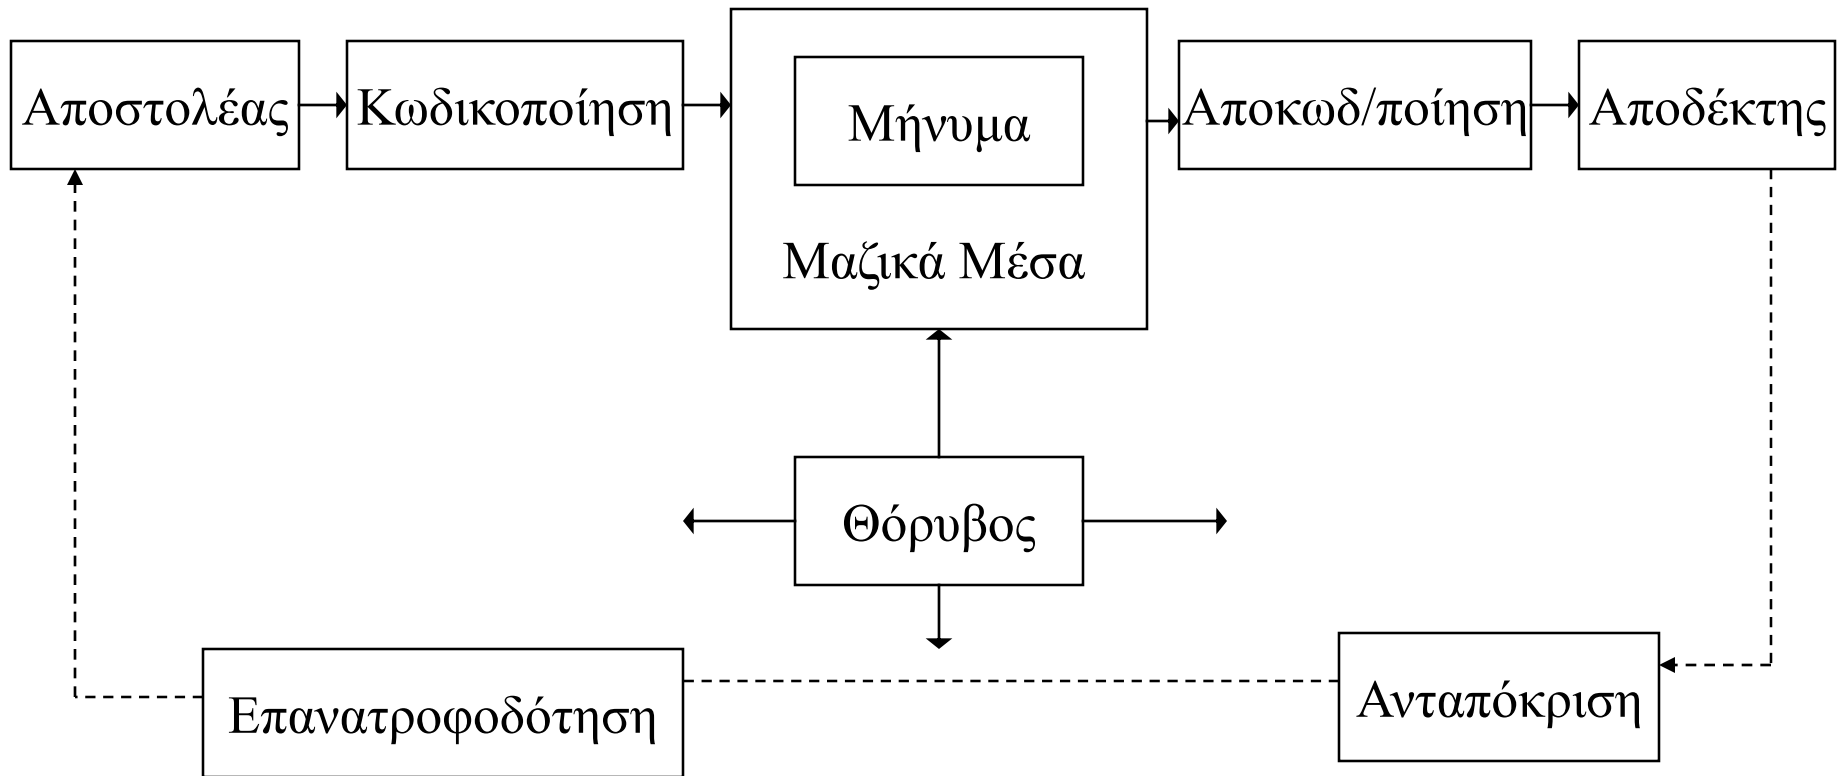 Αποστολέας
Κωδικοποίηση
Μήνυμα
Μαζικά Μέσα
Αποκωδ/ποίηση
Αποδέκτης
Θόρυβος
Επανατροφοδότηση
Ανταπόκριση